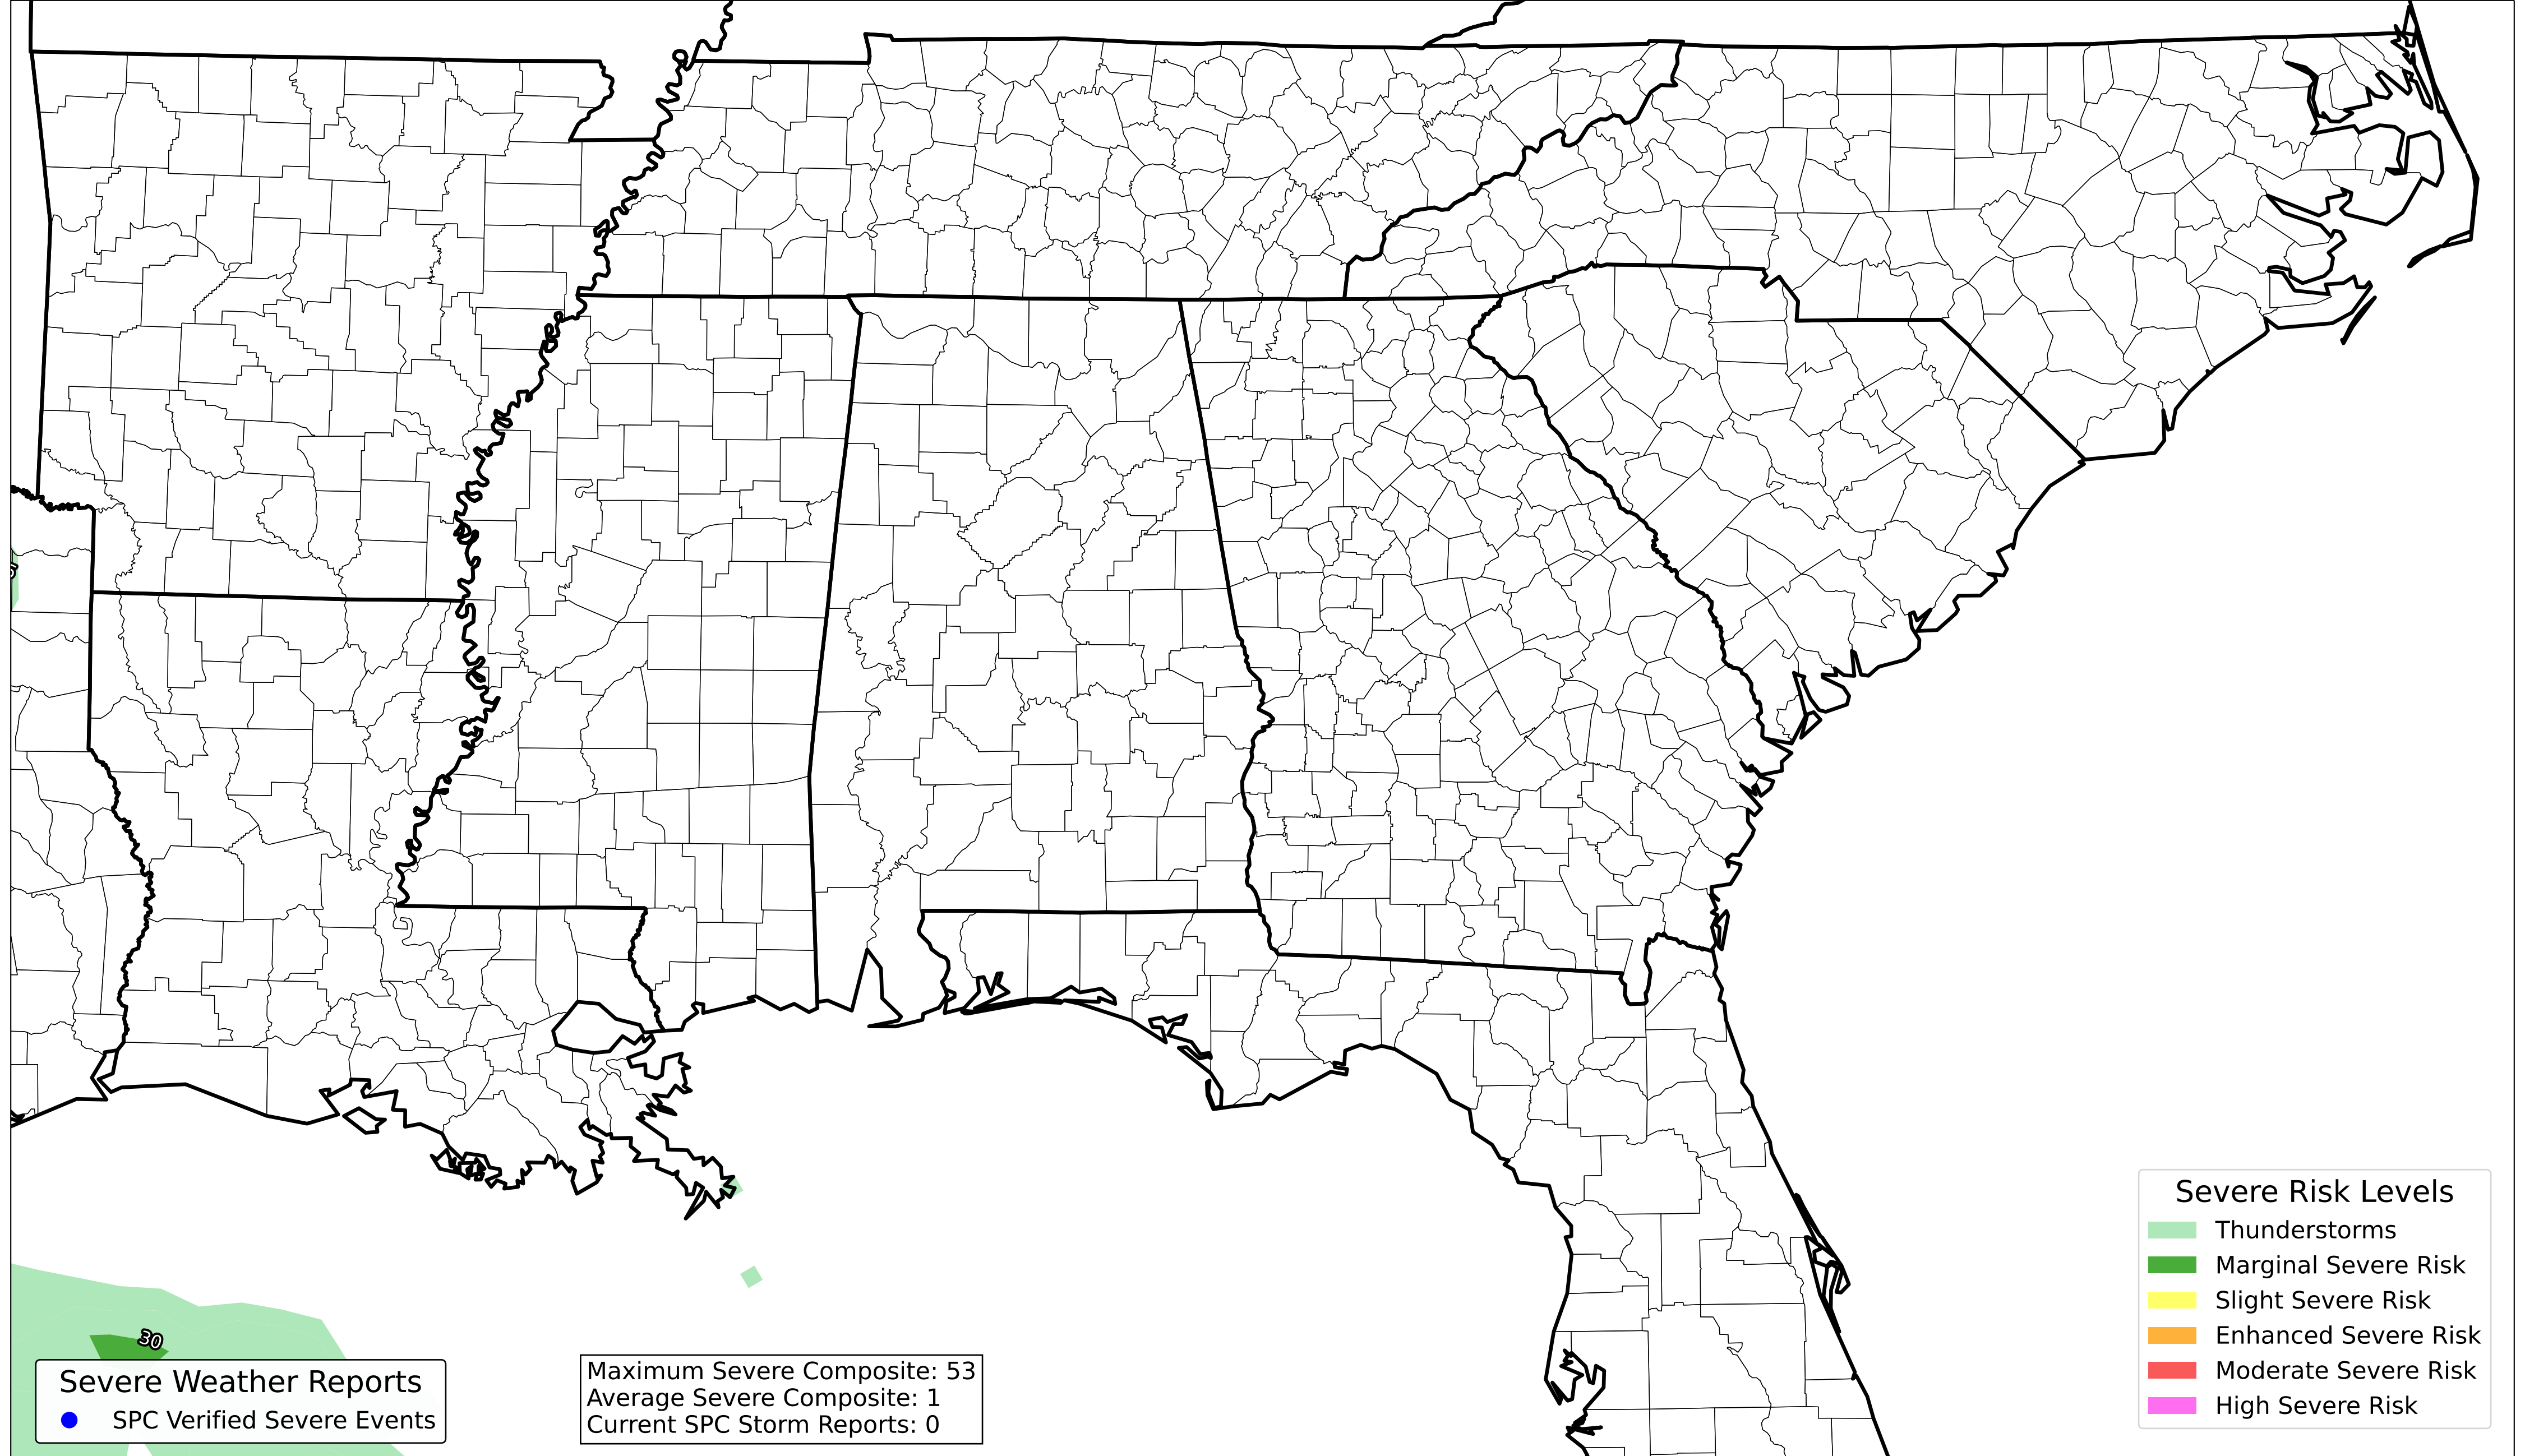 30
Severe Weather Reports
SPC Verified Severe Events
Maximum Severe Composite: 53
Average Severe Composite: 1
Current SPC Storm Reports: 0
Severe Risk Levels
Thunderstorms
Marginal Severe Risk
Slight Severe Risk
Enhanced Severe Risk
Moderate Severe Risk
High Severe Risk